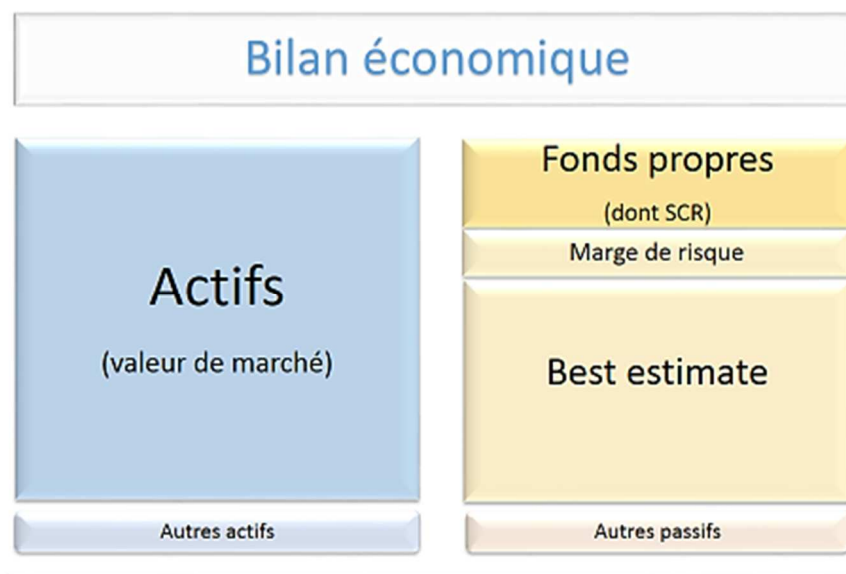 Bilan économique
Actifs
(valeur de marché)
Autres actifs
Fonds propres
(dont SCR)
Marge de risque
Best estimate
Autres passifs